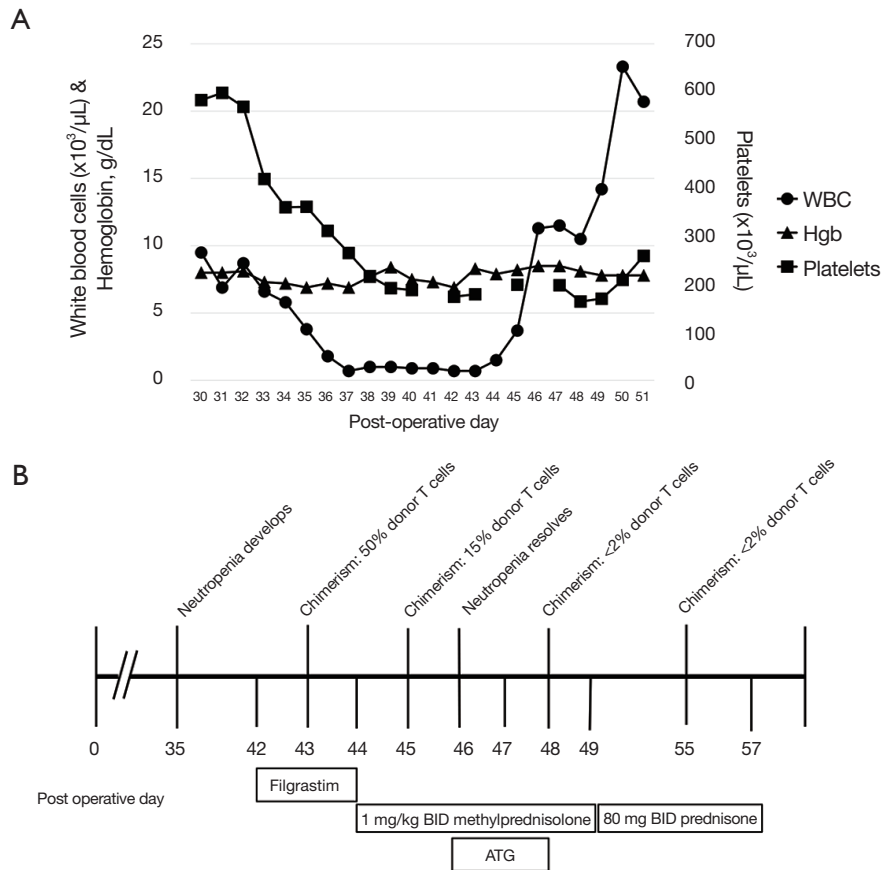 A
White blood cells (x10³/µL) &
Hemoglobin, g/dL
25
20
15
10
5
0
700
600
500
400
300
200
100
0
Platelets (x10³/µL)
WBC
Hgb
Platelets
30 31 32 33 34 35 36 37 38 39 40 41 42 43 44 45 46 47 48 49 50 51
Post-operative day
B
Neutropenia develops
Chimerism: 50% donor T cells
Chimerism: 15% donor T cells
Neutropenia resolves
Chimerism: <2% donor T cells
Chimerism: <2% donor T cells
0 35 42 43 44 45 46 47 48 49 55 57
Post operative day
Filgrastim
1 mg/kg BID methylprednisolone
80 mg BID prednisone
ATG